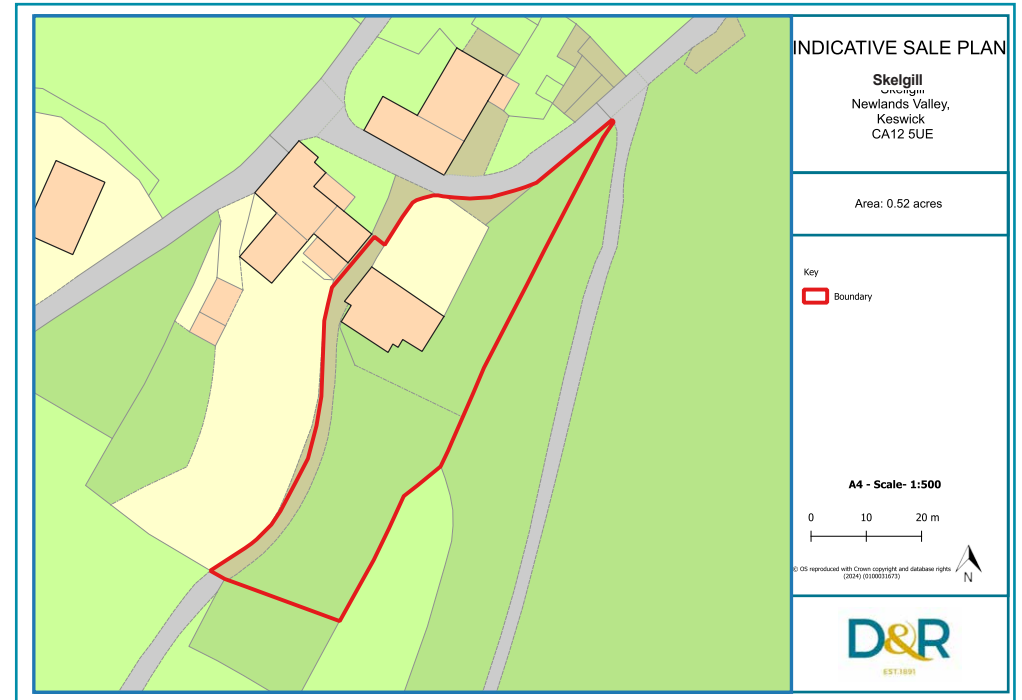 INDICATIVE SALE PLAN
Skelgill
Skelgill
Newlands Valley,
Keswick
CA12 5UE
Area: 0.52 acres
Key
Boundary
A4 - Scale- 1:500
0 10 20 m
© OS reproduced with Crown copyright and database rights
(2024) (0100031673)
N
D&R
EST.1891